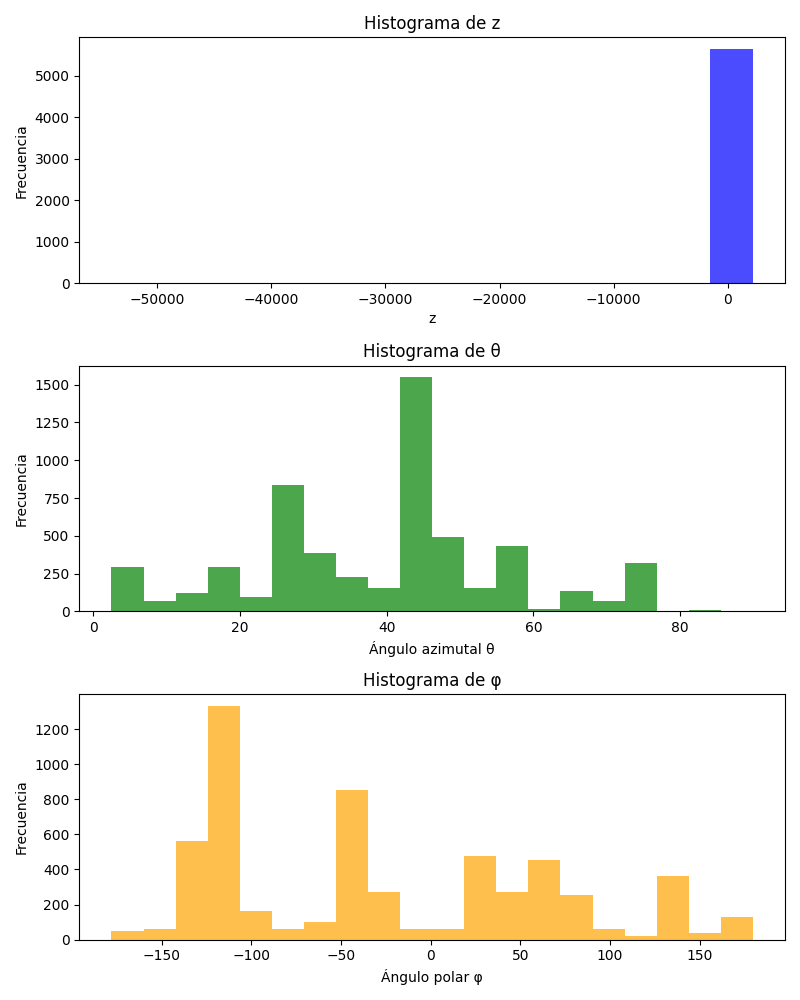 Histograma de z
Frecuencia
5000
4000
3000
2000
1000
0
−50000 −40000 −30000 −20000 −10000 0
z
Histograma de θ
Frecuencia
1500
1250
1000
750
500
250
0
0 20 40 60 80
Ángulo azimutal θ
Histograma de φ
Frecuencia
1200
1000
800
600
400
200
0
−150 −100 −50 0 50 100 150
Ángulo polar φ